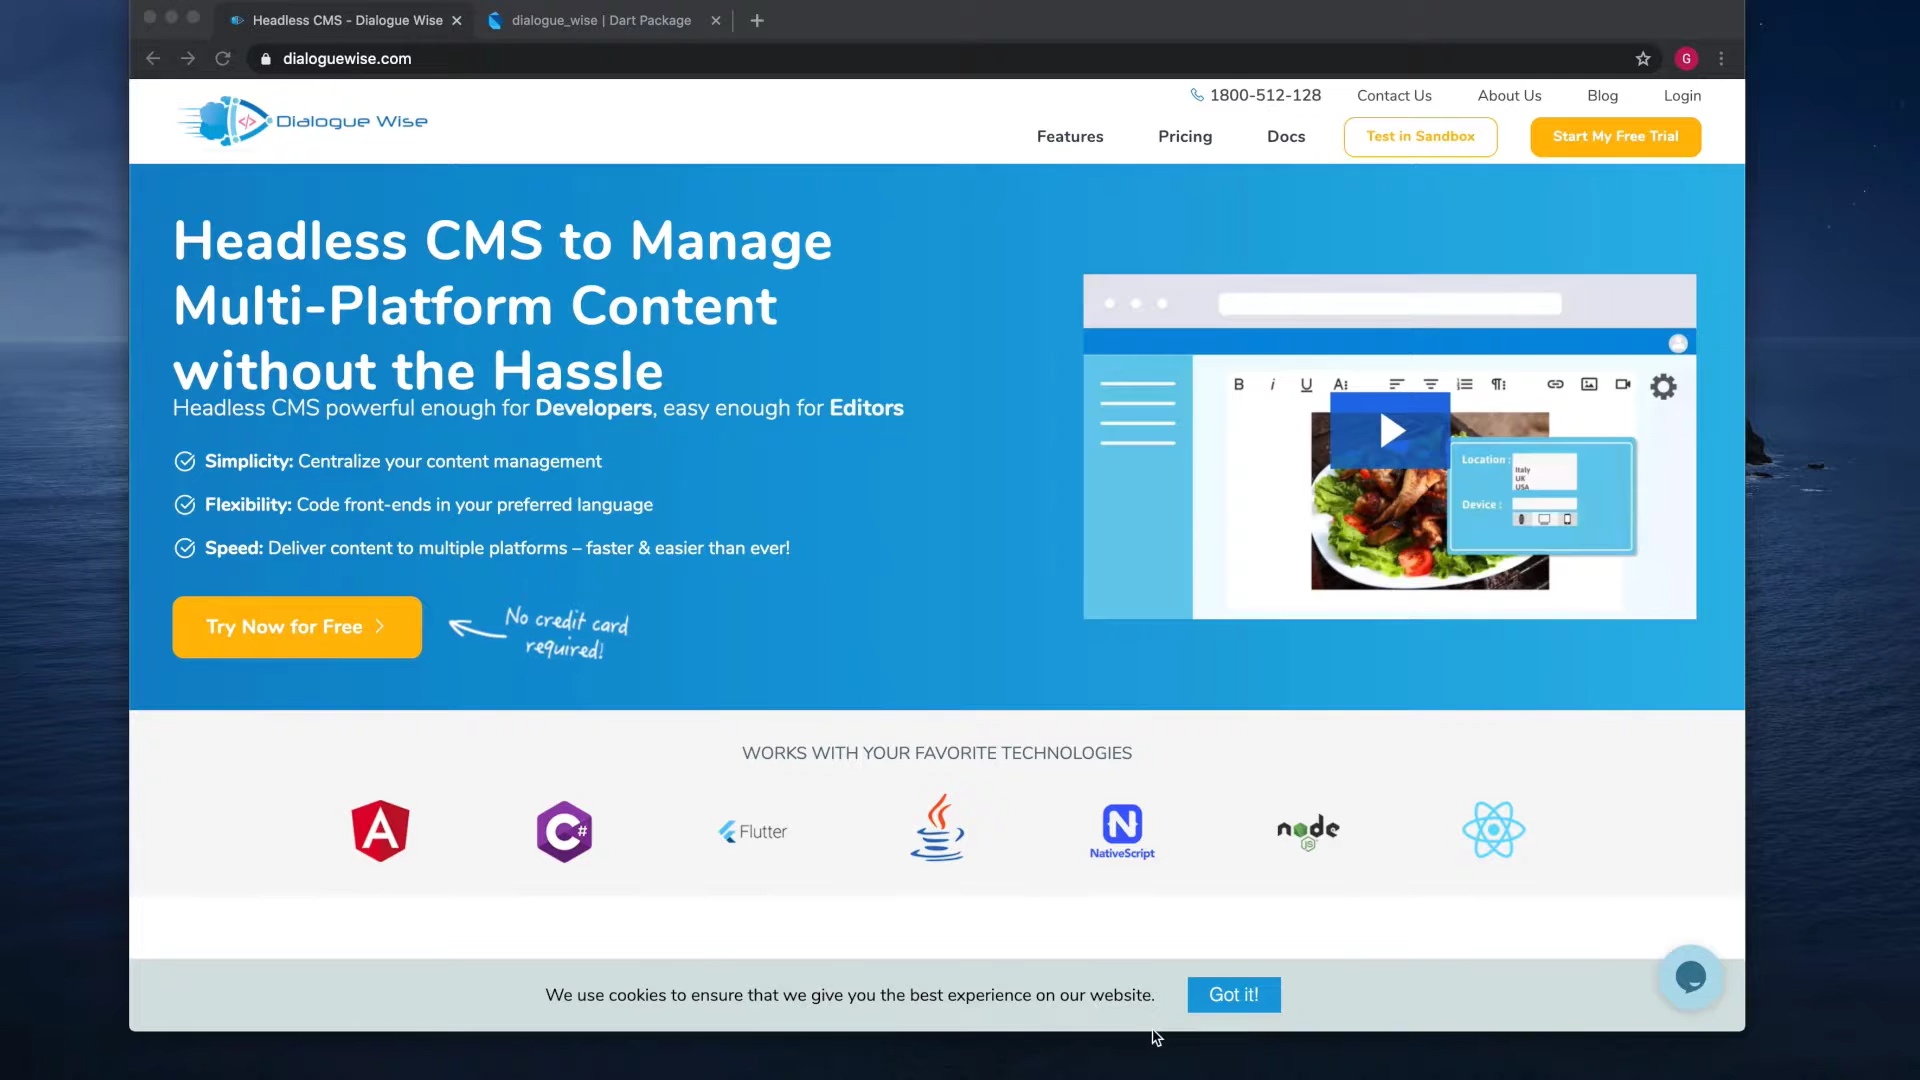 Headless CMS - Dialogue Wise
dialogue_wise | Dart Package
dialoguewise.com
G
Dialogue Wise
1800-512-128
Contact Us
About Us
Blog
Login
Features
Pricing
Docs
Test in Sandbox
Start My Free Trial
Headless CMS to Manage
Multi-Platform Content
without the Hassle
Headless CMS powerful enough for Developers, easy enough for Editors
Simplicity: Centralize your content management
Flexibility: Code front-ends in your preferred language
Speed: Deliver content to multiple platforms – faster & easier than ever!
Try Now for Free
No credit card
required!
B i U A
Location :
Italy
UK
USA
Device :
WORKS WITH YOUR FAVORITE TECHNOLOGIES
A
C#
Flutter
N
NativeScript
node
JS
We use cookies to ensure that we give you the best experience on our website.
Got it!